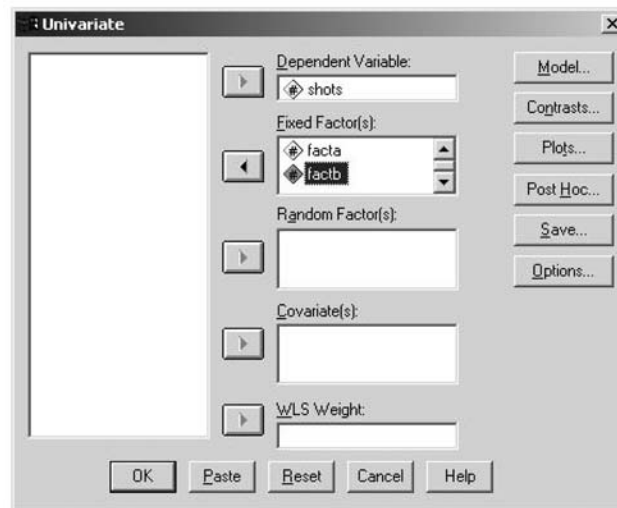 Univariate
Dependent Variable:
# shots
Fixed Factor(s):
# facta
# factb
Random Factor(s):
Covariate(s):
WLS Weight:
Model...
Contrasts...
Plots...
Post Hoc...
Save...
Options...
OK
Paste
Reset
Cancel
Help